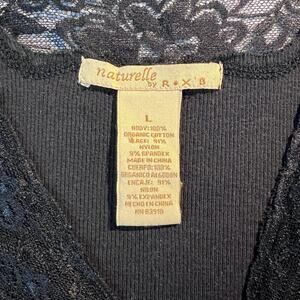 naturelle
by R•X•B
L
BODY: 100%
ORGANIC COTTON
LACE: 91%
NYLON
9% SPANDEX
MADE IN CHINA
CUERPO: 100%
ORGANICO ALGODON
ENCAJE: 91%
NILON
9% EXPANDEX
HECHO EN CHINA
RN 83910